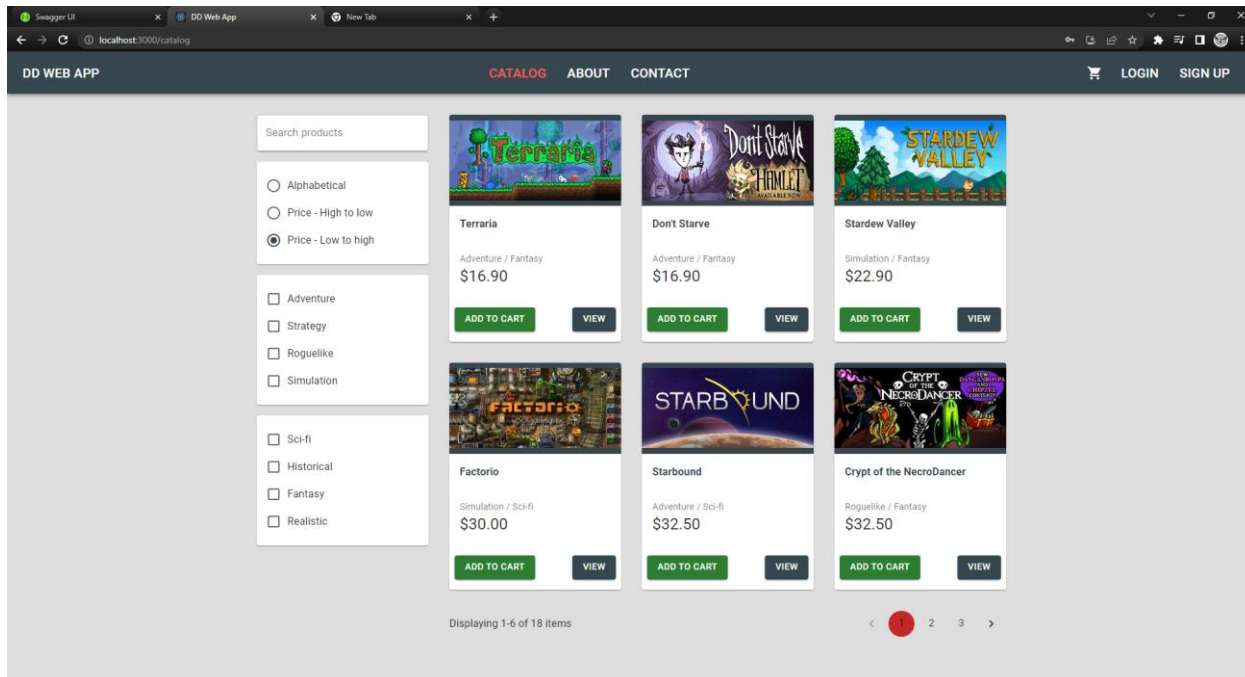 Swagger UI
DD Web App
New Tab
localhost:3000/catalog
DD WEB APP
CATALOG
ABOUT
CONTACT
LOGIN
SIGN UP
Search products
Alphabetical
Price - High to low
Price - Low to high
Adventure
Strategy
Roguelike
Simulation
Sci-fi
Historical
Fantasy
Realistic
Terraria
Terraria
Adventure / Fantasy
$16.90
ADD TO CART
VIEW
Don't Starve
HAMLET
AVAILABLE NOW
Don't Starve
Adventure / Fantasy
$16.90
ADD TO CART
VIEW
STARDEW
VALLEY
Stardew Valley
Simulation / Fantasy
$22.90
ADD TO CART
VIEW
FACTORIO
Factorio
Simulation / Sci-fi
$30.00
ADD TO CART
VIEW
STARBOUND
Starbound
Adventure / Sci-fi
$32.50
ADD TO CART
VIEW
CRYPT
OF THE
NECRODANCER
Crypt of the NecroDancer
Roguelike / Fantasy
$32.50
ADD TO CART
VIEW
Displaying 1-6 of 18 items
1 2 3